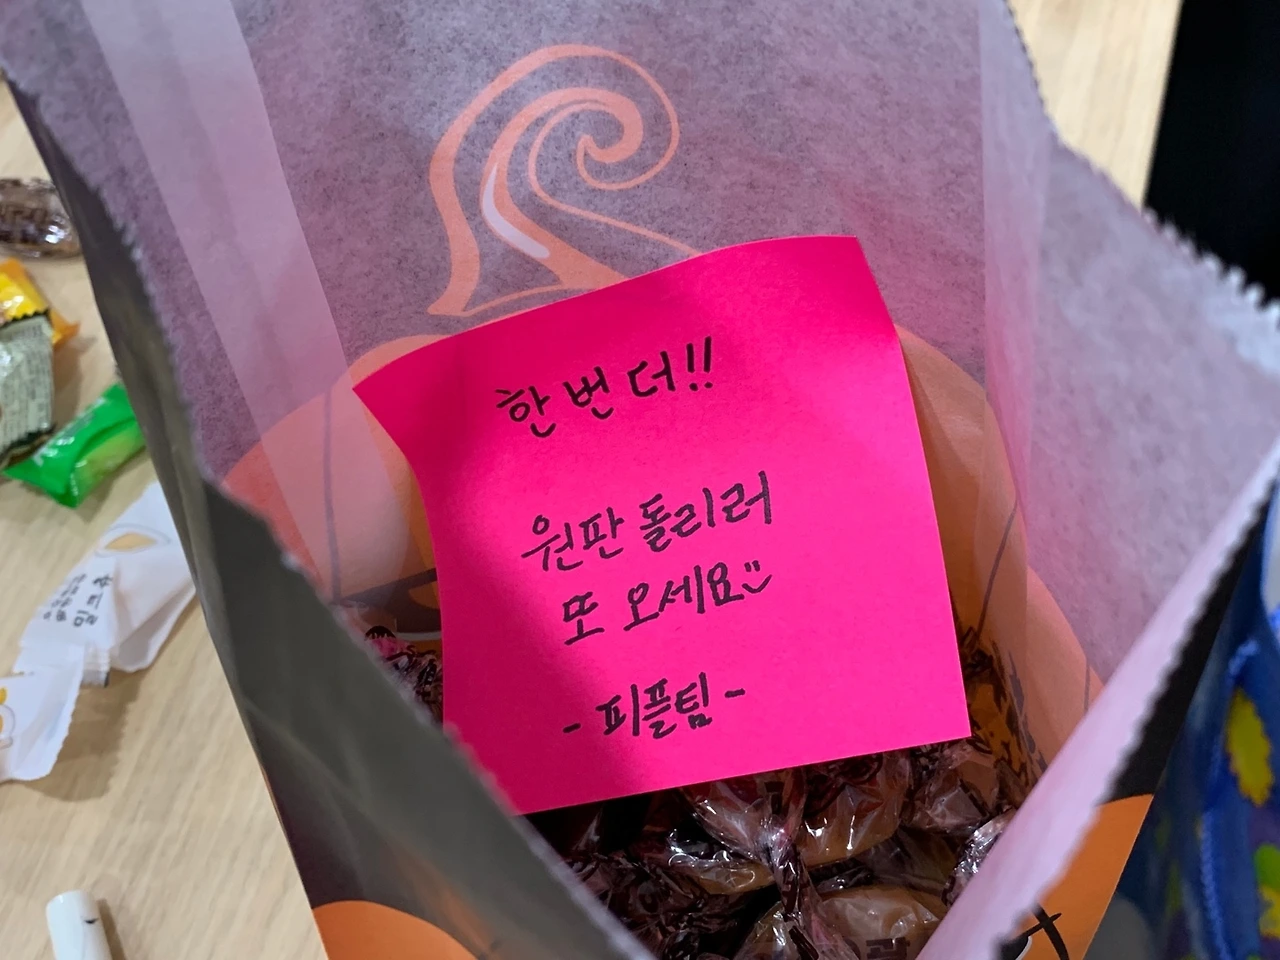 한 번 더!!
원판 돌리러
또 오세요
- 피플팀 -